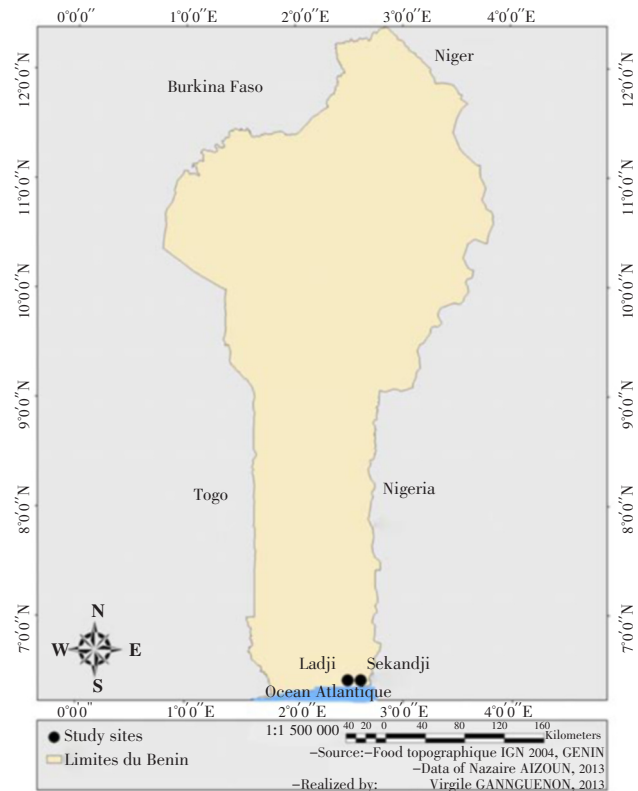 0°0′0″ 1°0′0″E 2°0′0″E 3°0′0″E 4°0′0″E
12°0′0″N 12°0′0″N
Niger
Burkina Faso
11°0′0″N 11°0′0″N
10°0′0″N 10°0′0″N
9°0′0″N 9°0′0″N
Togo Nigeria
8°0′0″N 8°0′0″N
7°0′0″N 7°0′0″N
N
W E
S
Ladji Sekandji
Ocean Atlantique
0°0′0″ 1°0′0″E 2°0′0″E 3°0′0″E 4°0′0″E
Study sites
Limites du Benin
1:1 500 000
40 20 0 40 80 120 160
Kilometers
−Source:−Food topographique IGN 2004, GENIN
−Data of Nazaire AIZOUN, 2013
−Realized by: Virgile GANNGUENON, 2013